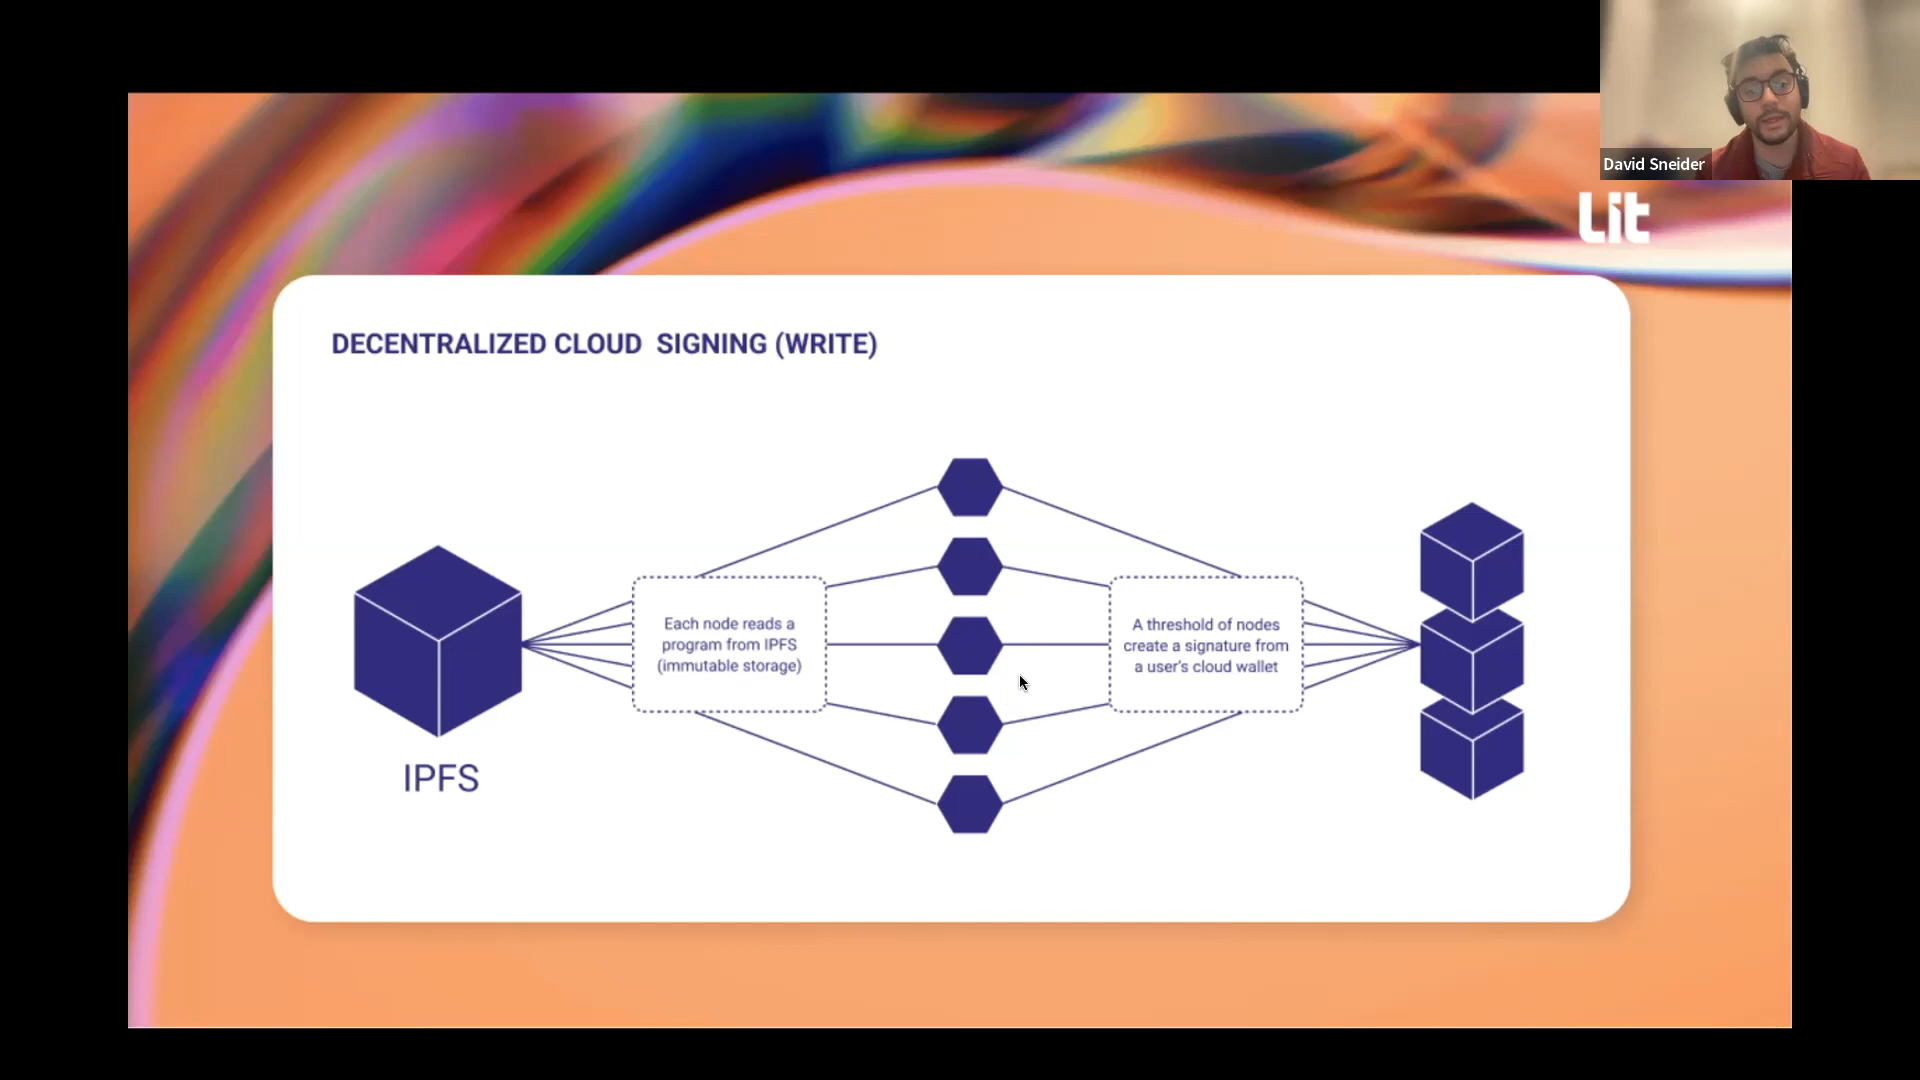 David Sneider
Lit
DECENTRALIZED CLOUD SIGNING (WRITE)
Each node reads a
program from IPFS
(immutable storage)
A threshold of nodes
create a signature from
a user's cloud wallet
IPFS